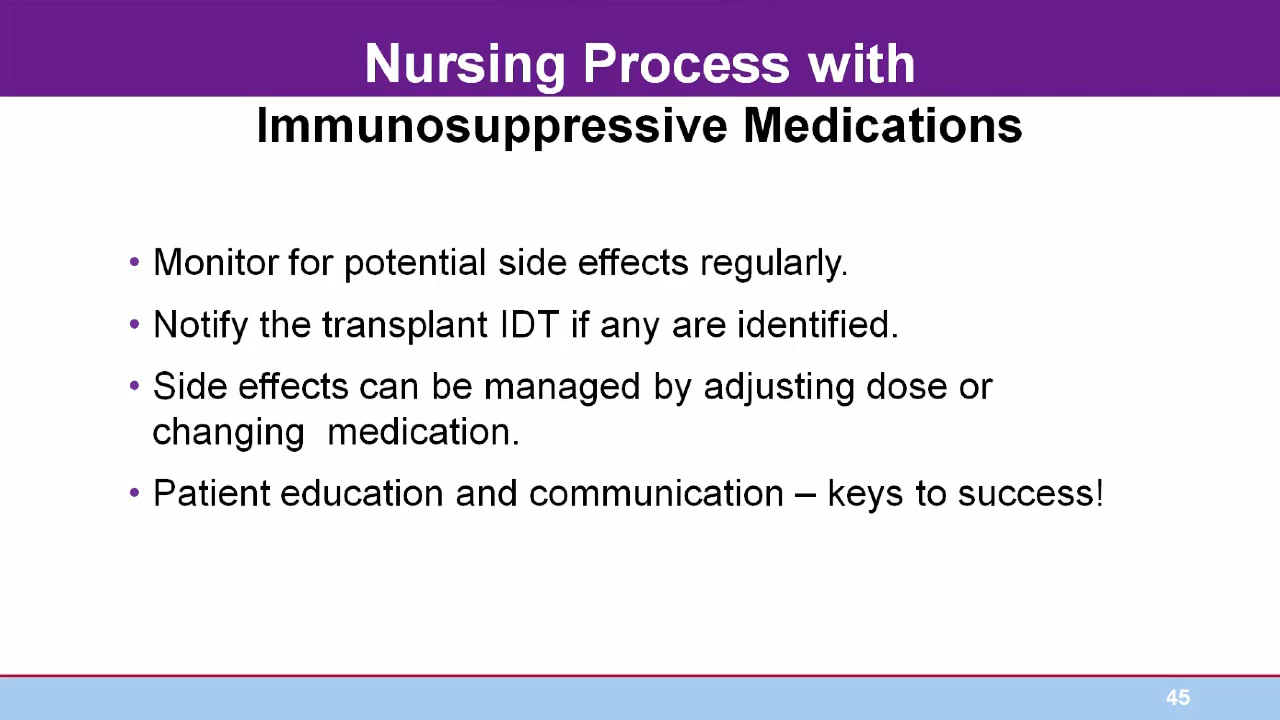 Nursing Process with
Immunosuppressive Medications
• Monitor for potential side effects regularly.
• Notify the transplant IDT if any are identified.
• Side effects can be managed by adjusting dose or
changing  medication.
• Patient education and communication – keys to success!
45